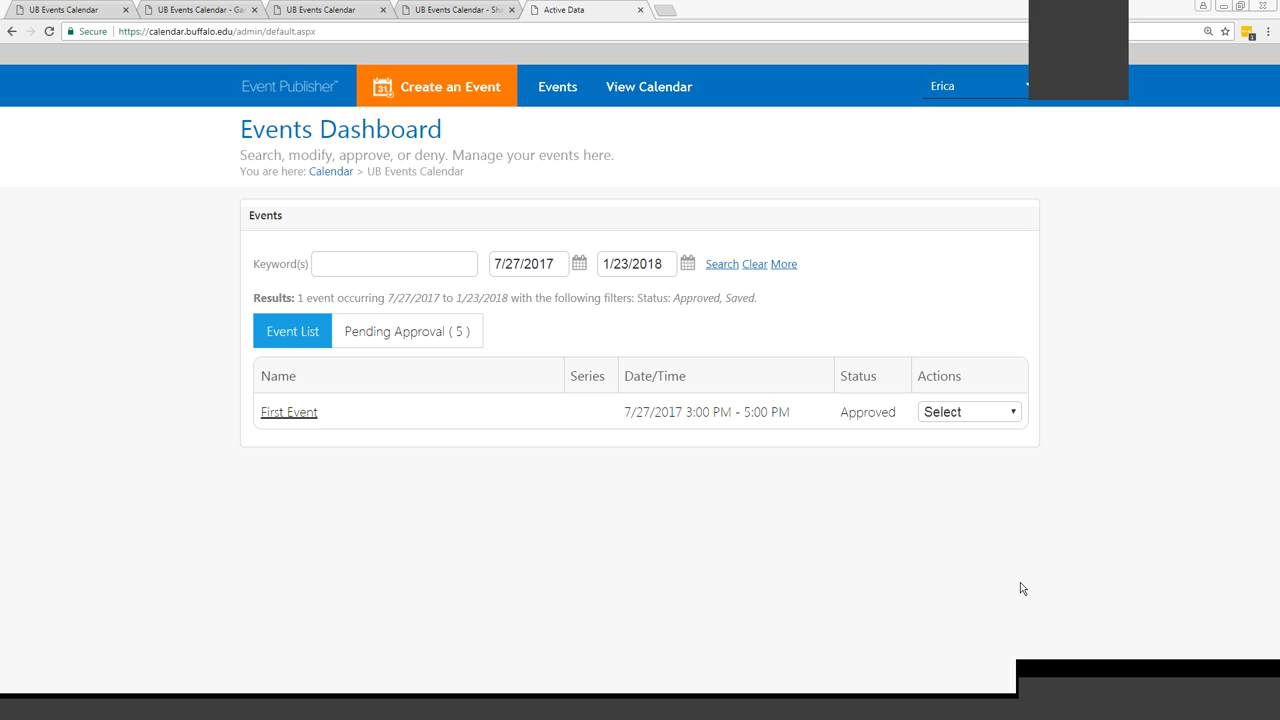 UB Events Calendar
UB Events Calendar - Ga
UB Events Calendar
UB Events Calendar - Sh
Active Data
Secure
https://calendar.buffalo.edu/admin/default.aspx
1
Event Publisher™
31
Create an Event
Events
View Calendar
Erica
Events Dashboard
Search, modify, approve, or deny. Manage your events here.
You are here: Calendar > UB Events Calendar
Events
Keyword(s)
7/27/2017
1/23/2018
Search Clear More
Results: 1 event occurring 7/27/2017 to 1/23/2018 with the following filters: Status: Approved, Saved.
Event List
Pending Approval ( 5 )
Name Series Date/Time Status Actions
First Event 7/27/2017 3:00 PM - 5:00 PM Approved Select